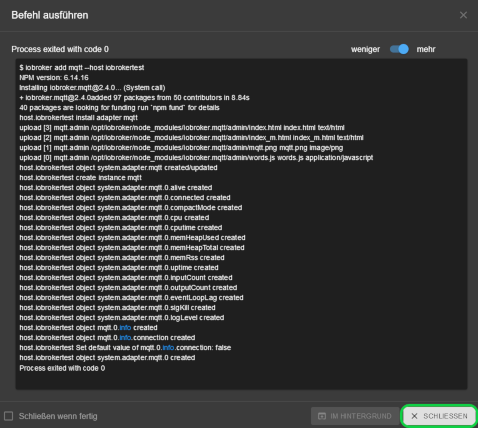 Befehl ausführen
Process exited with code 0
weniger mehr
$ iobroker add mqtt --host iobrokertest
NPM version: 6.14.16
Installing iobroker.mqtt@2.4.0... (System call)
+ iobroker.mqtt@2.4.0added 97 packages from 50 contributors in 8.84s
40 packages are looking for funding run `npm fund` for details
host.iobrokertest install adapter mqtt
upload [3] mqtt.admin /opt/iobroker/node_modules/iobroker.mqtt/admin/index.html index.html text/html
upload [2] mqtt.admin /opt/iobroker/node_modules/iobroker.mqtt/admin/index_m.html index_m.html text/html
upload [1] mqtt.admin /opt/iobroker/node_modules/iobroker.mqtt/admin/mqtt.png mqtt.png image/png
upload [0] mqtt.admin /opt/iobroker/node_modules/iobroker.mqtt/admin/words.js words.js application/javascript
host.iobrokertest object system.adapter.mqtt created/updated
host.iobrokertest create instance mqtt
host.iobrokertest object system.adapter.mqtt.0.alive created
host.iobrokertest object system.adapter.mqtt.0.connected created
host.iobrokertest object system.adapter.mqtt.0.compactMode created
host.iobrokertest object system.adapter.mqtt.0.cpu created
host.iobrokertest object system.adapter.mqtt.0.cputime created
host.iobrokertest object system.adapter.mqtt.0.memHeapUsed created
host.iobrokertest object system.adapter.mqtt.0.memHeapTotal created
host.iobrokertest object system.adapter.mqtt.0.memRss created
host.iobrokertest object system.adapter.mqtt.0.uptime created
host.iobrokertest object system.adapter.mqtt.0.inputCount created
host.iobrokertest object system.adapter.mqtt.0.outputCount created
host.iobrokertest object system.adapter.mqtt.0.eventLoopLag created
host.iobrokertest object system.adapter.mqtt.0.sigKill created
host.iobrokertest object system.adapter.mqtt.0.logLevel created
host.iobrokertest object mqtt.0.info created
host.iobrokertest object mqtt.0.info.connection created
host.iobrokertest Set default value of mqtt.0.info.connection: false
host.iobrokertest object system.adapter.mqtt.0 created
Process exited with code 0
Schließen wenn fertig
IM HINTERGRUND
SCHLIESSEN